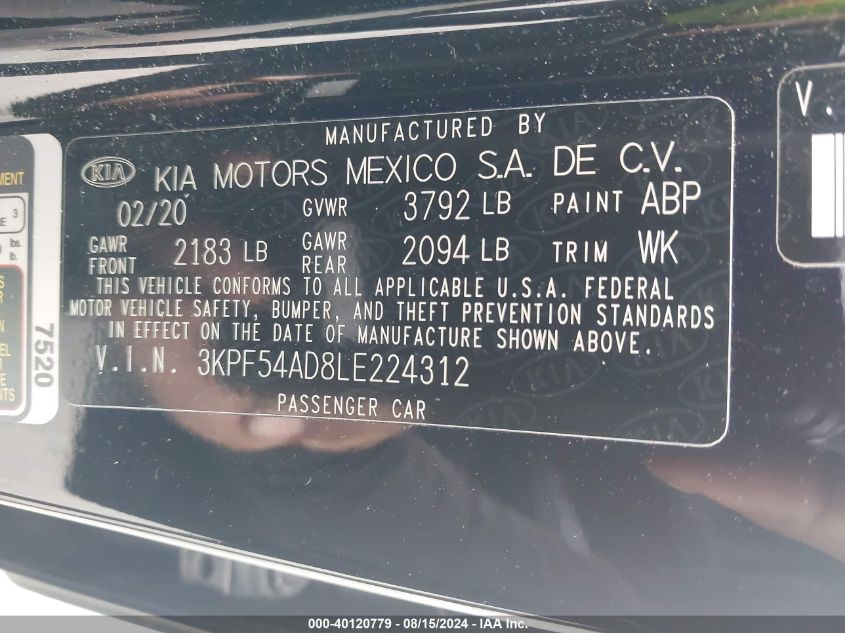 MANUFACTURED BY
KIA KIA MOTORS MEXICO S.A. DE C.V.
02/20 GVWR 3792 LB PAINT ABP
GAWR FRONT 2183 LB GAWR REAR 2094 LB TRIM WK
THIS VEHICLE CONFORMS TO ALL APPLICABLE U.S.A. FEDERAL
MOTOR VEHICLE SAFETY, BUMPER, AND THEFT PREVENTION STANDARDS
IN EFFECT ON THE DATE OF MANUFACTURE SHOWN ABOVE.
V.I.N. 3KPF54AD8LE224312
PASSENGER CAR
7520
3
lbs.
lb.
V.
000-40120779 - 08/15/2024 - IAA Inc.